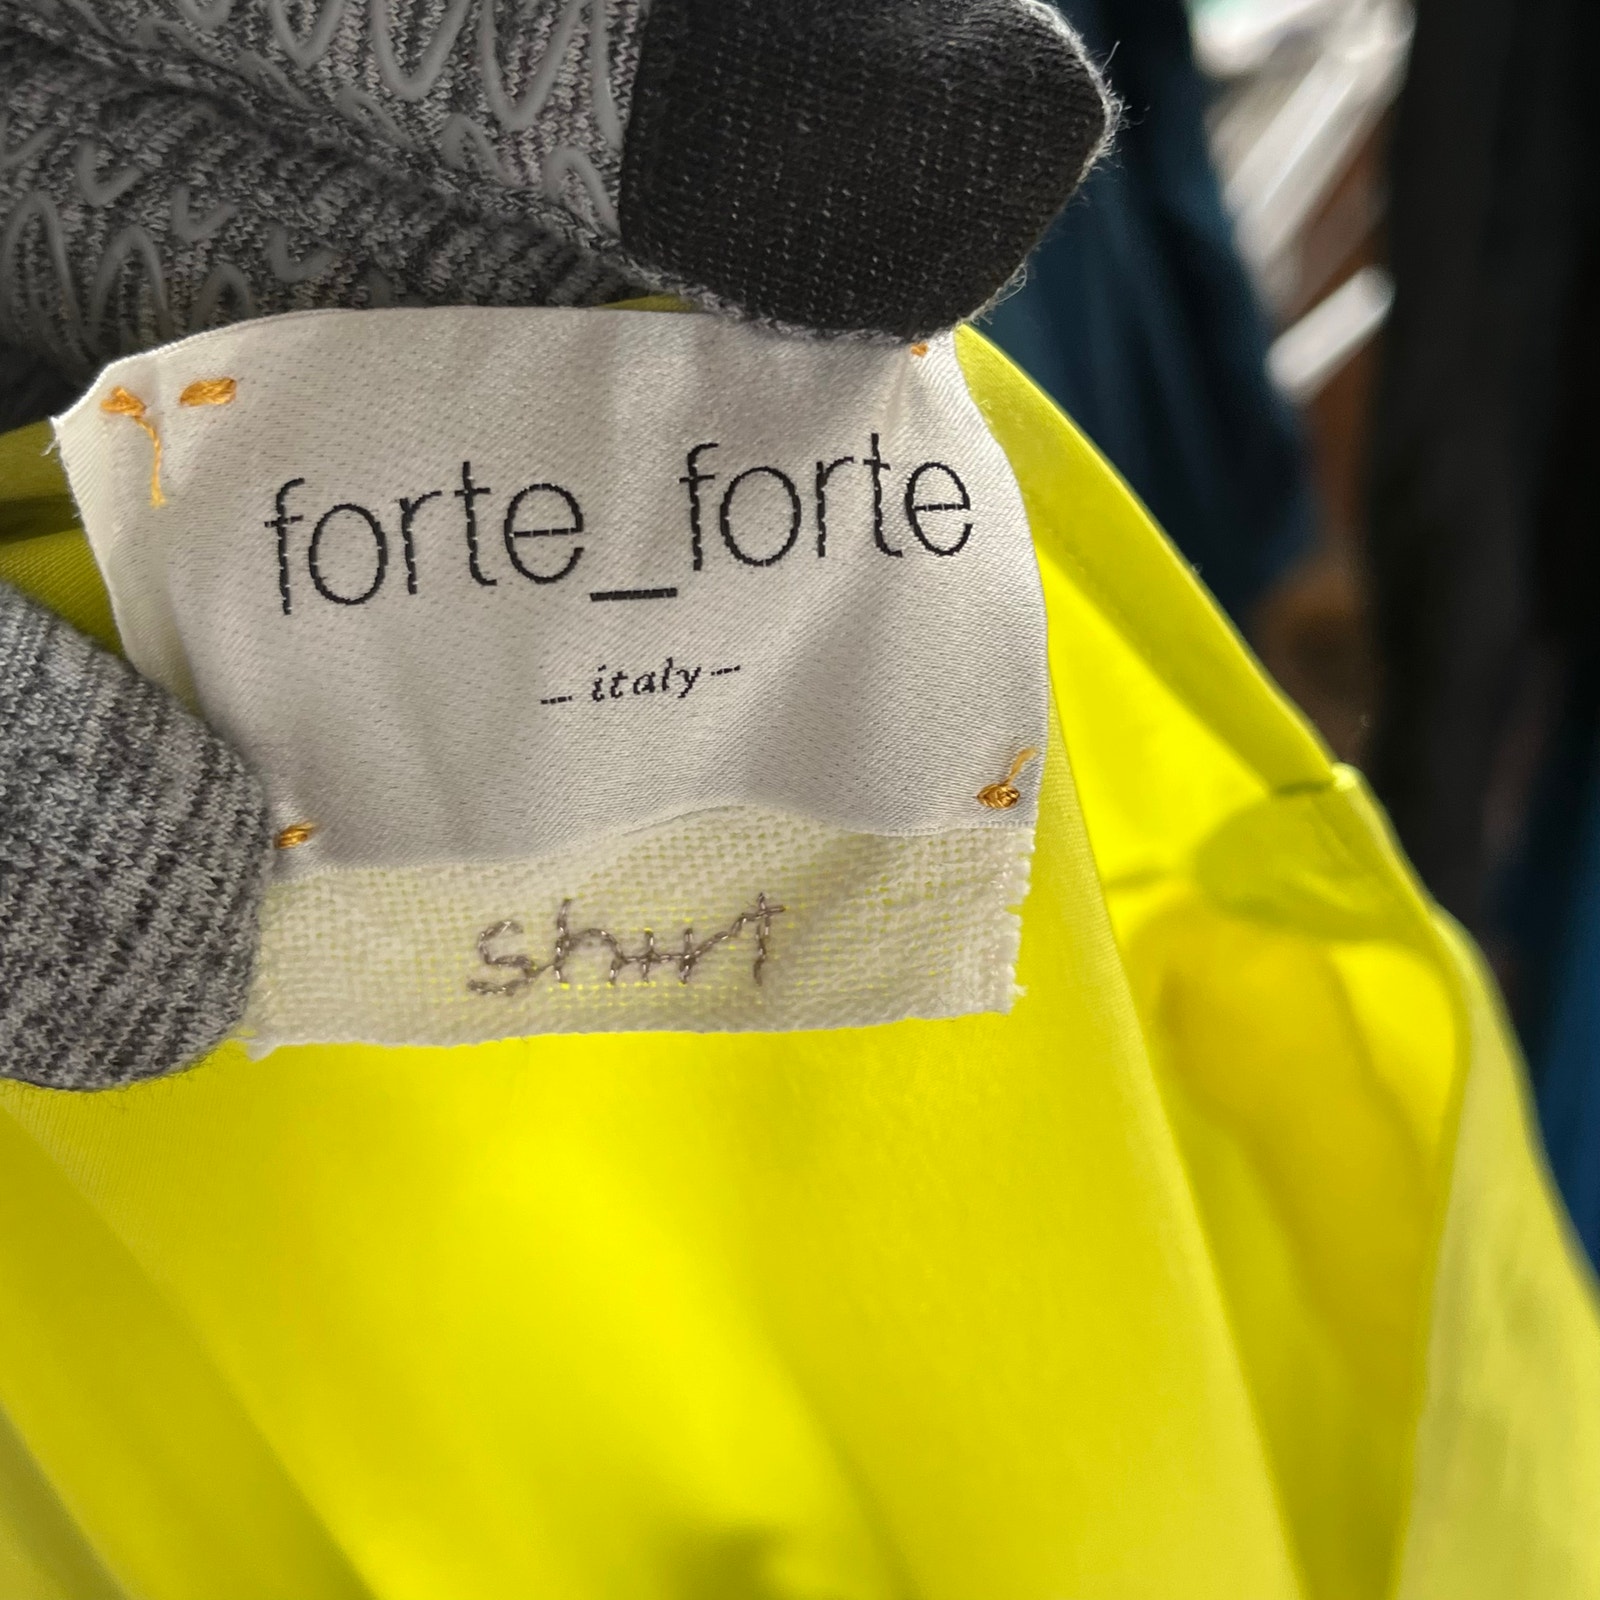 forte_forte
--- italy ---
shirt